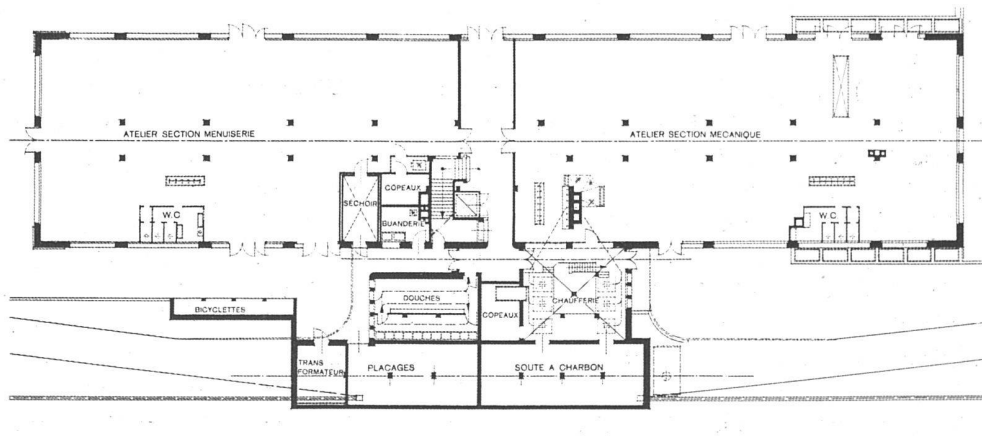 ATELIER SECTION MENUISERIE
ATELIER SECTION MECANIQUE
COPEAUX
SECHOIR
W.C
W.C
BUANDERIE
DOUCHES
CHAUFFERIE
COPEAUX
BICYCLETTES
TRANS
FORMATEUR
PLACAGES
SOUTE A CHARBON